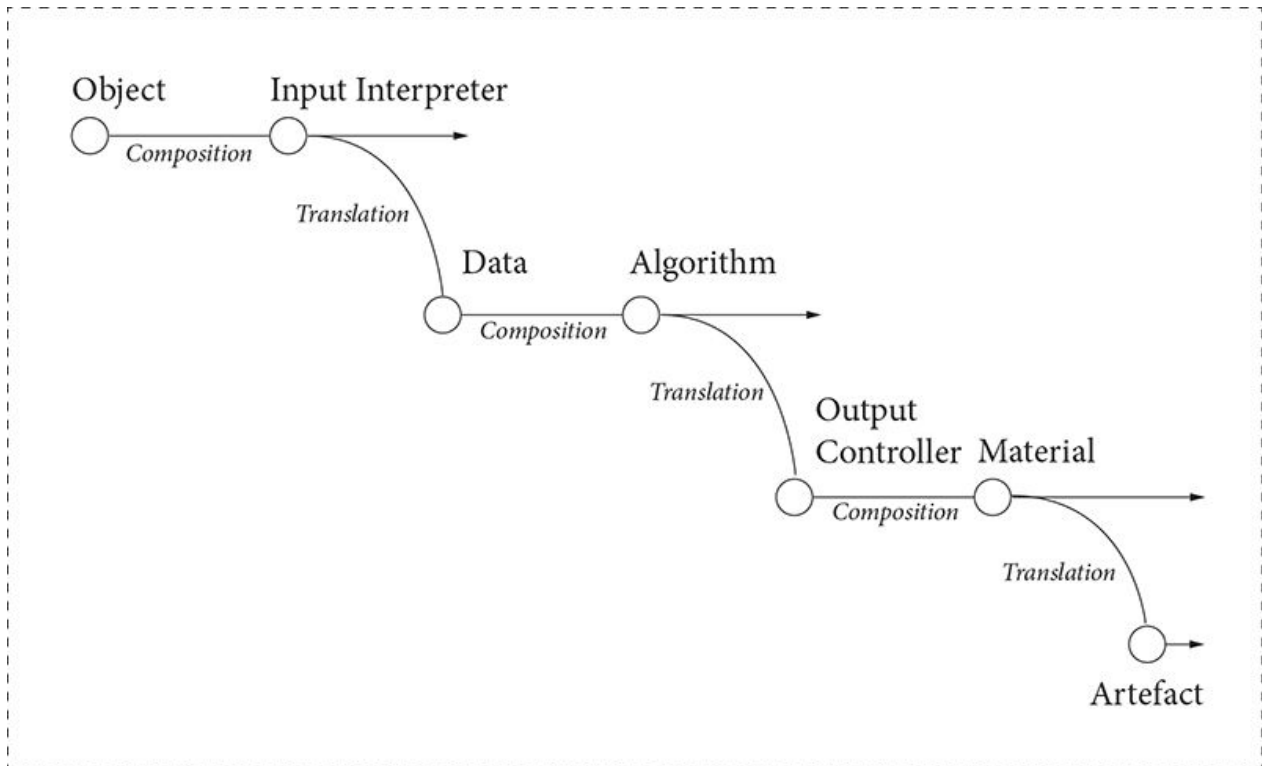 Object
Input Interpreter
Composition
Translation
Data
Algorithm
Composition
Translation
Output
Controller
Material
Composition
Translation
Artefact